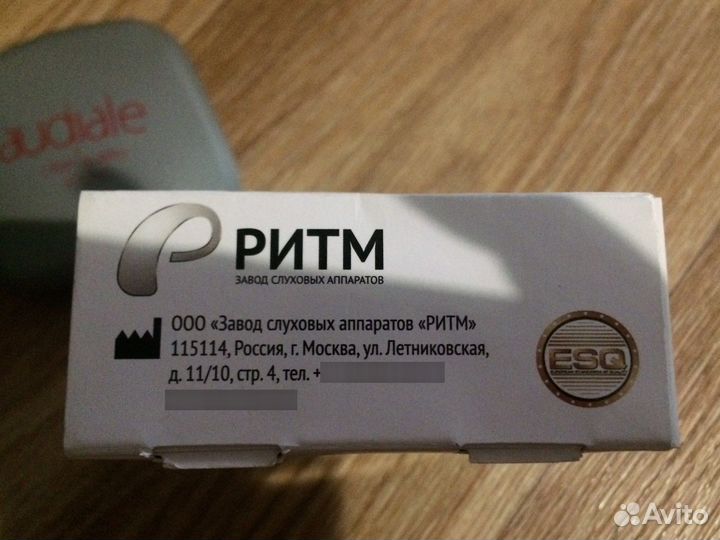 audiale
РИТМ
ЗАВОД СЛУХОВЫХ АППАРАТОВ
ООО «Завод слуховых аппаратов «РИТМ»
115114, Россия, г. Москва, ул. Летниковская,
д. 11/10, стр. 4, тел. +
ESQ
Avito